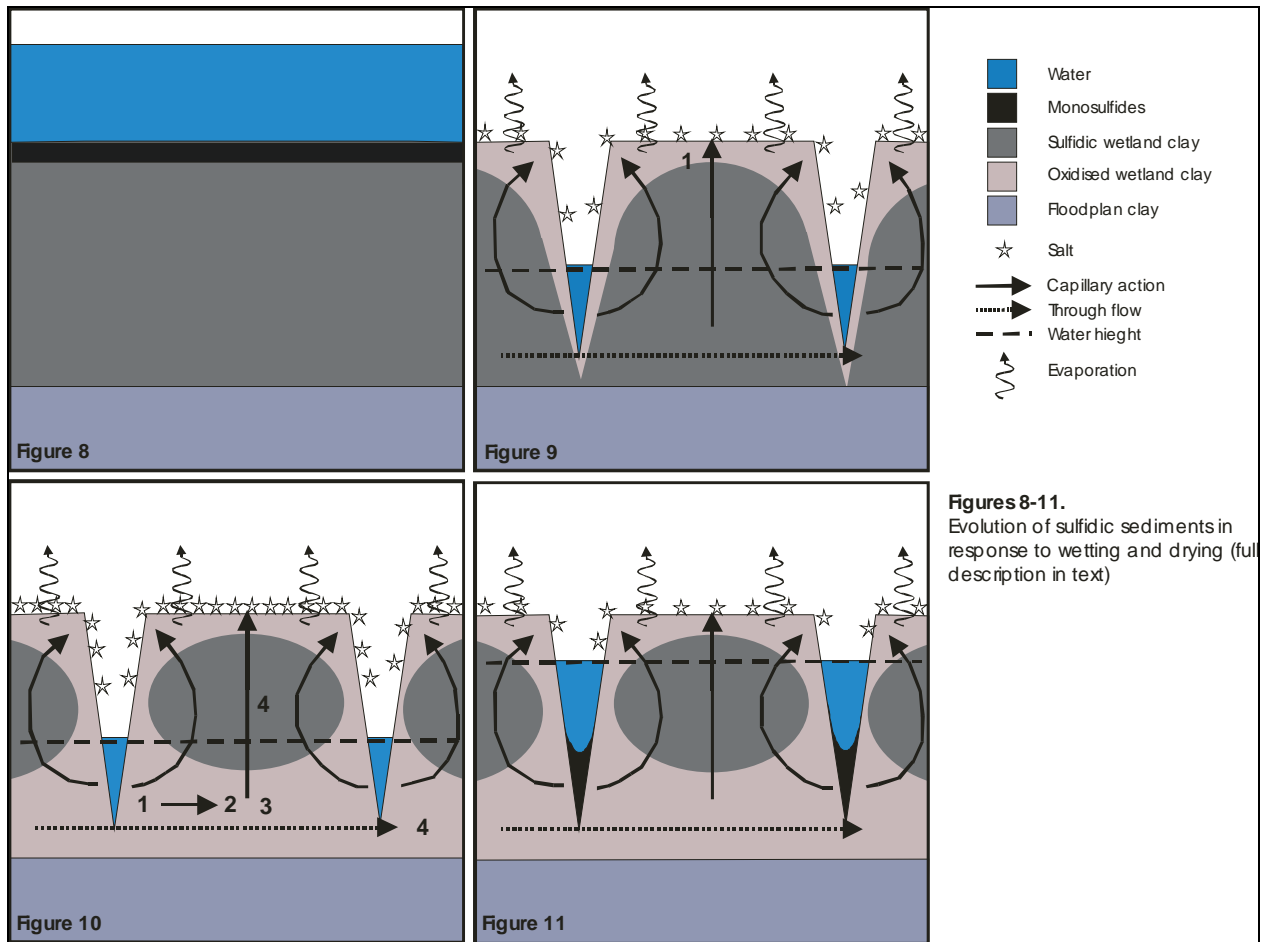 Figure 8
1
Figure 9
Water
Monosulfides
Sulfidic wetland clay
Oxidised wetland clay
Floodplan clay
Salt
Capillary action
Through flow
Water hieght
Evaporation
4
1
2
3
4
Figure 10
Figure 11
Figures 8-11.
Evolution of sulfidic sediments in
response to wetting and drying (full
description in text)